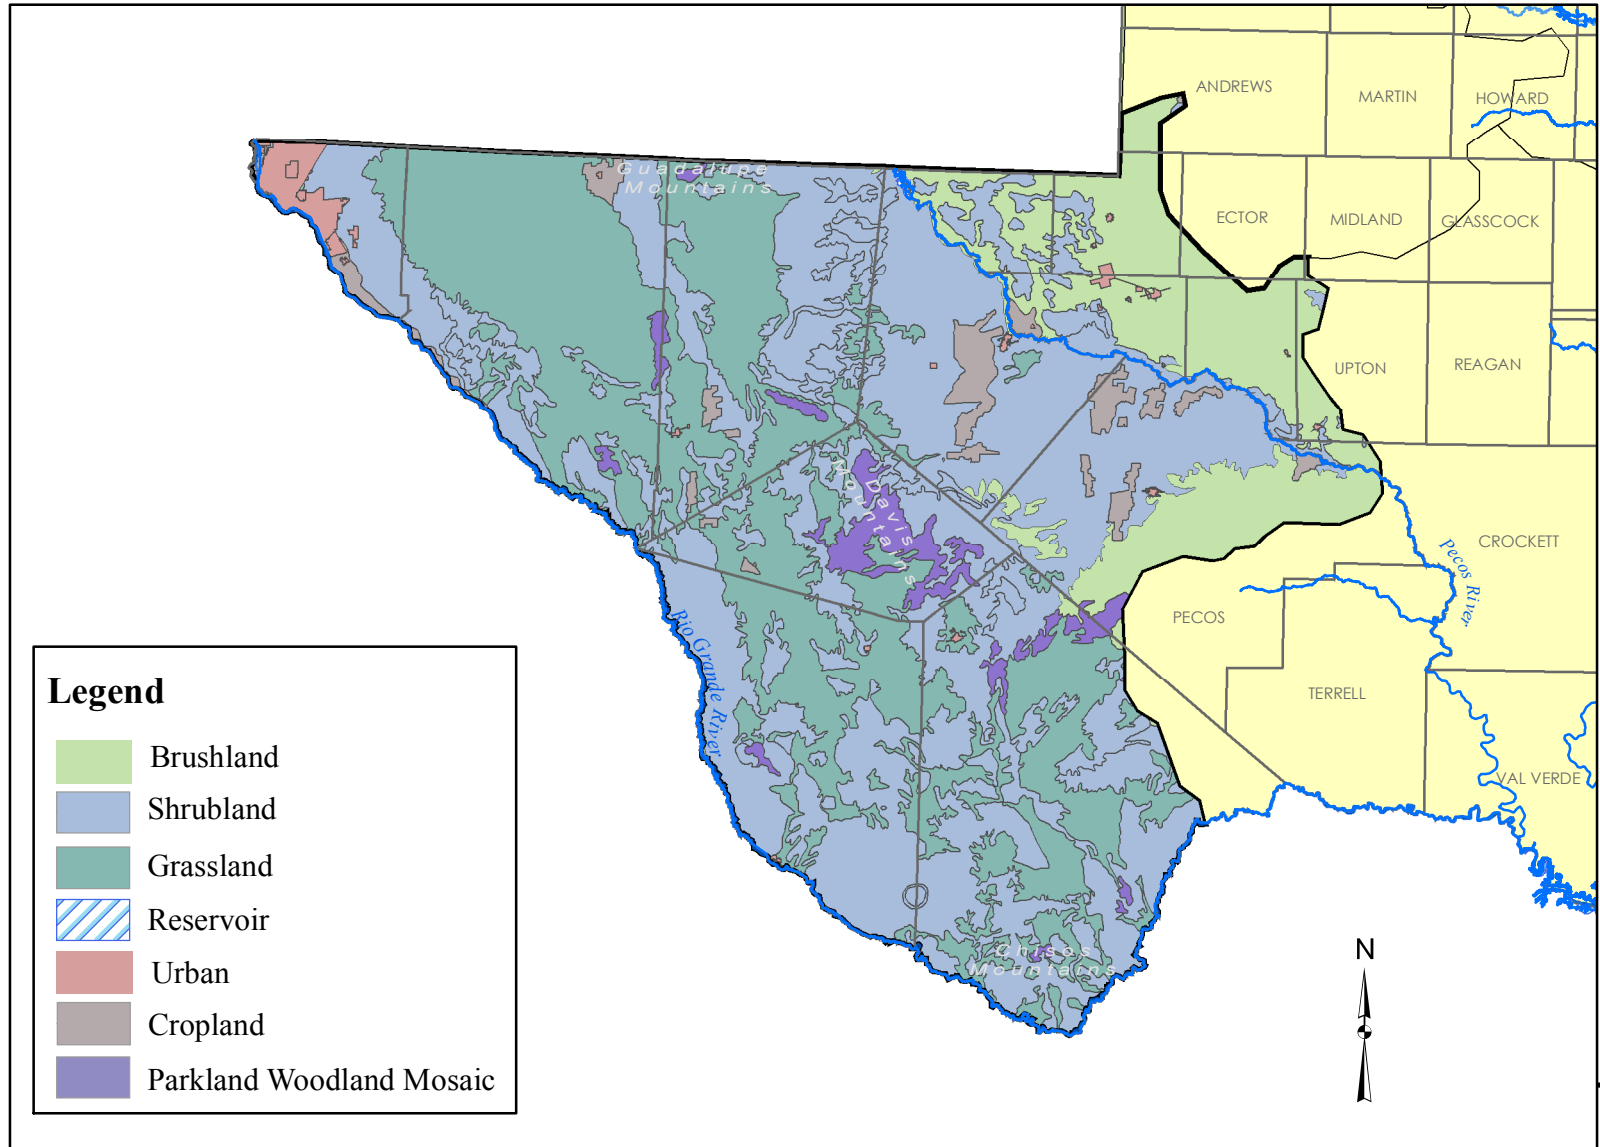 ANDREWS
MARTIN
HOWARD
Guadalupe
Mountains
ECTOR
MIDLAND
GLASSCOCK
UPTON
REAGAN
Davis
Mountains
CROCKETT
Pecos River
PECOS
Rio Grande River
TERRELL
VAL VERDE
Chisos
Mountains
N
Legend
Brushland
Shrubland
Grassland
Reservoir
Urban
Cropland
Parkland Woodland Mosaic